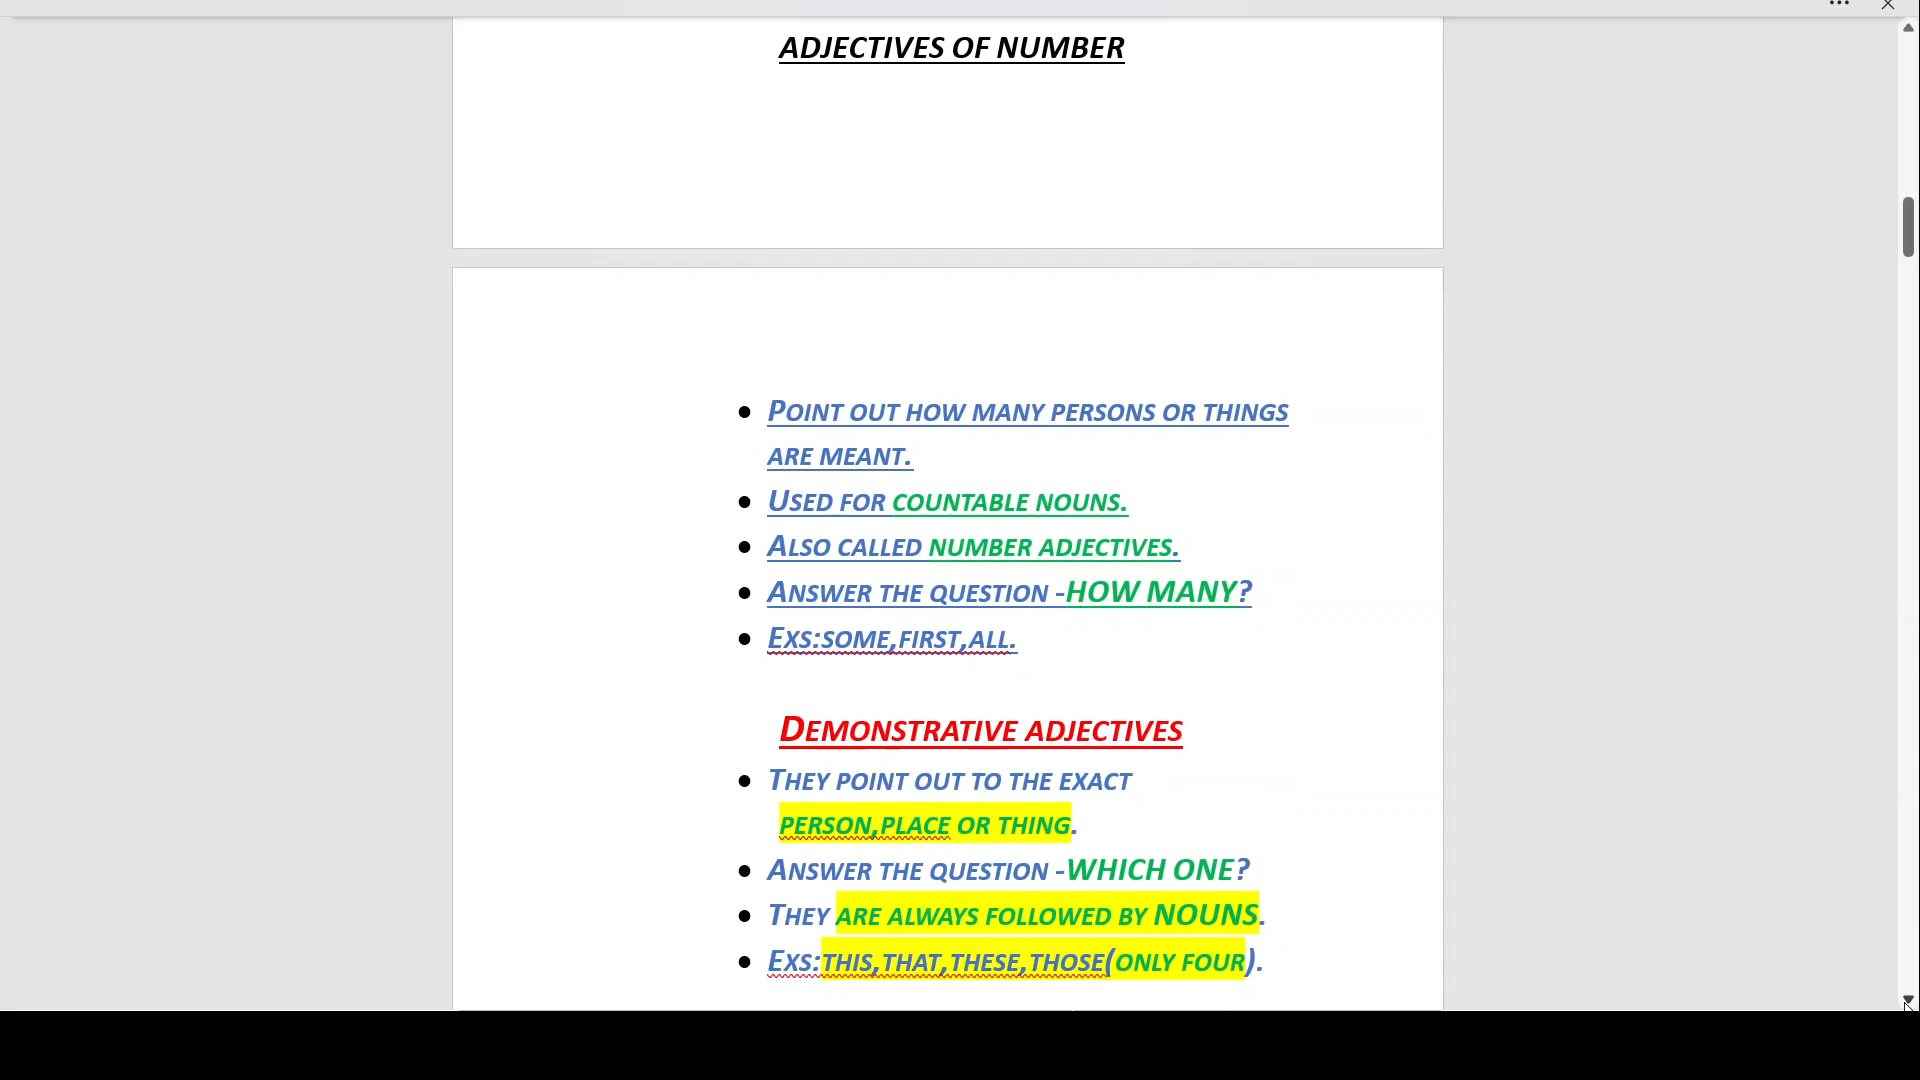 ADJECTIVES OF NUMBER
• POINT OUT HOW MANY PERSONS OR THINGS
ARE MEANT.
• USED FOR COUNTABLE NOUNS.
• ALSO CALLED NUMBER ADJECTIVES.
• ANSWER THE QUESTION -HOW MANY?
• EXS:SOME,FIRST,ALL.
DEMONSTRATIVE ADJECTIVES
• THEY POINT OUT TO THE EXACT
PERSON,PLACE OR THING.
• ANSWER THE QUESTION -WHICH ONE?
• THEY ARE ALWAYS FOLLOWED BY NOUNS.
• EXS:THIS,THAT,THESE,THOSE(ONLY FOUR).